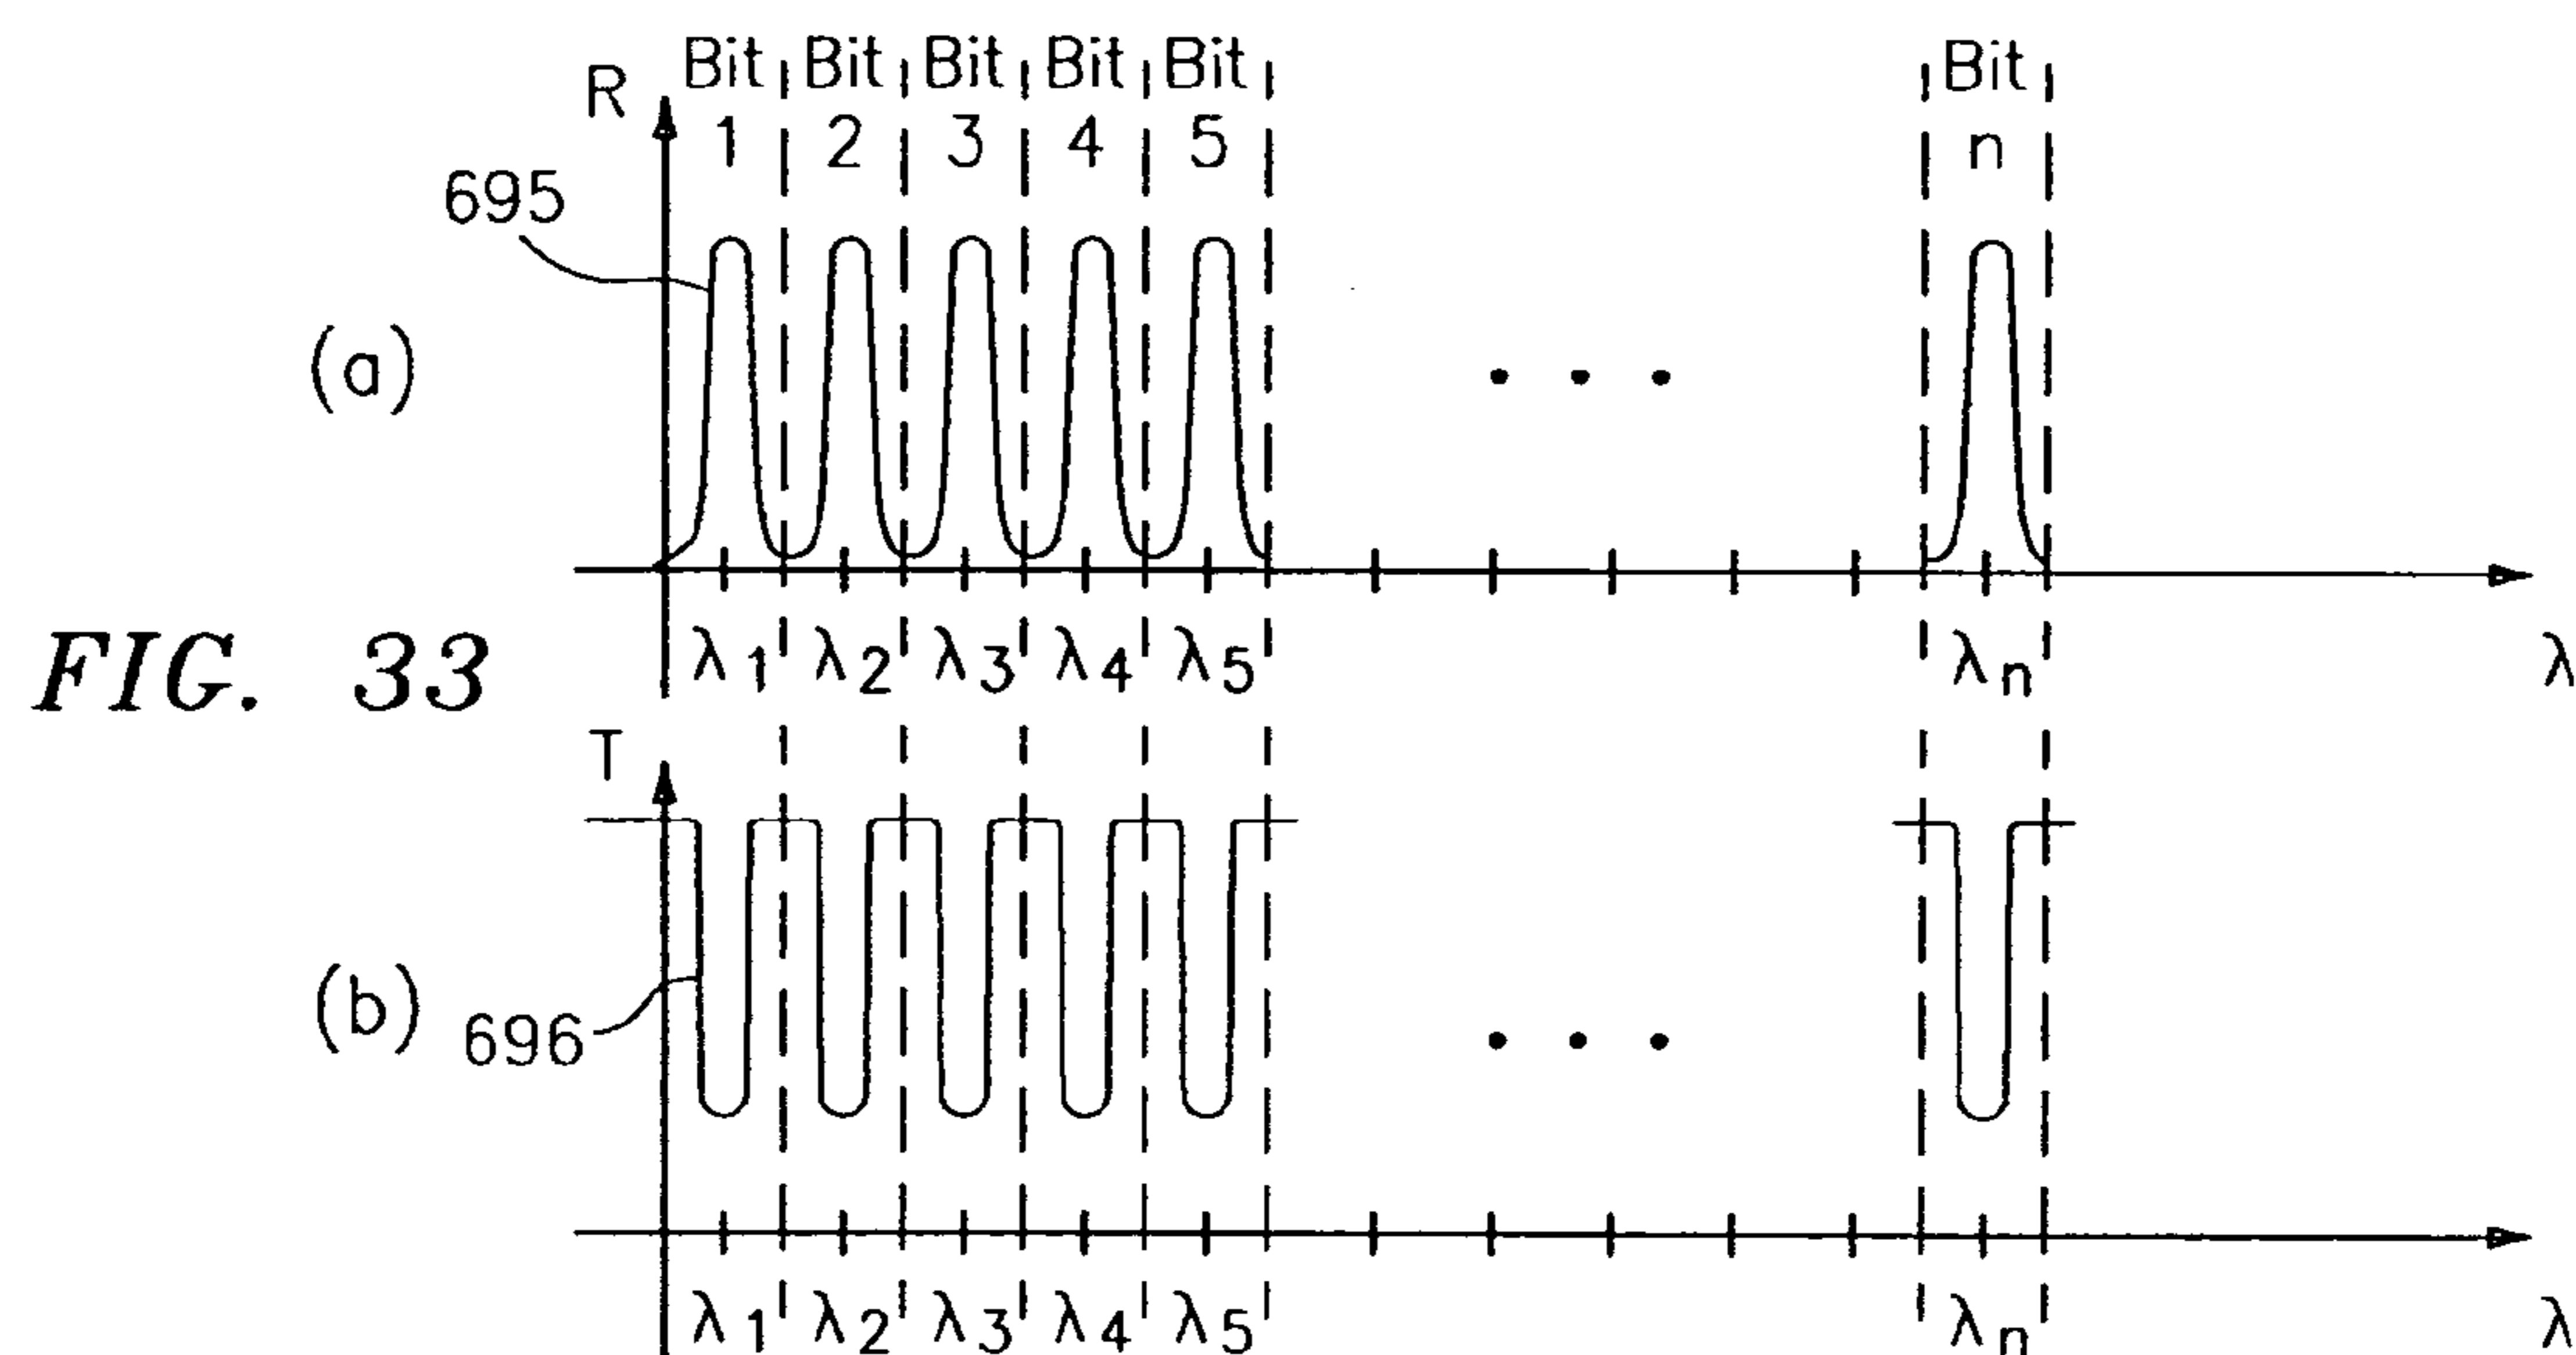 R Bit 1 Bit 2 Bit 3 Bit 4 Bit 5 Bit n
695
(a)
λ1 λ2 λ3 λ4 λ5 • • • λn λ
FIG. 33
T
(b) 696
• • •
λ1 λ2 λ3 λ4 λ5 λn λ